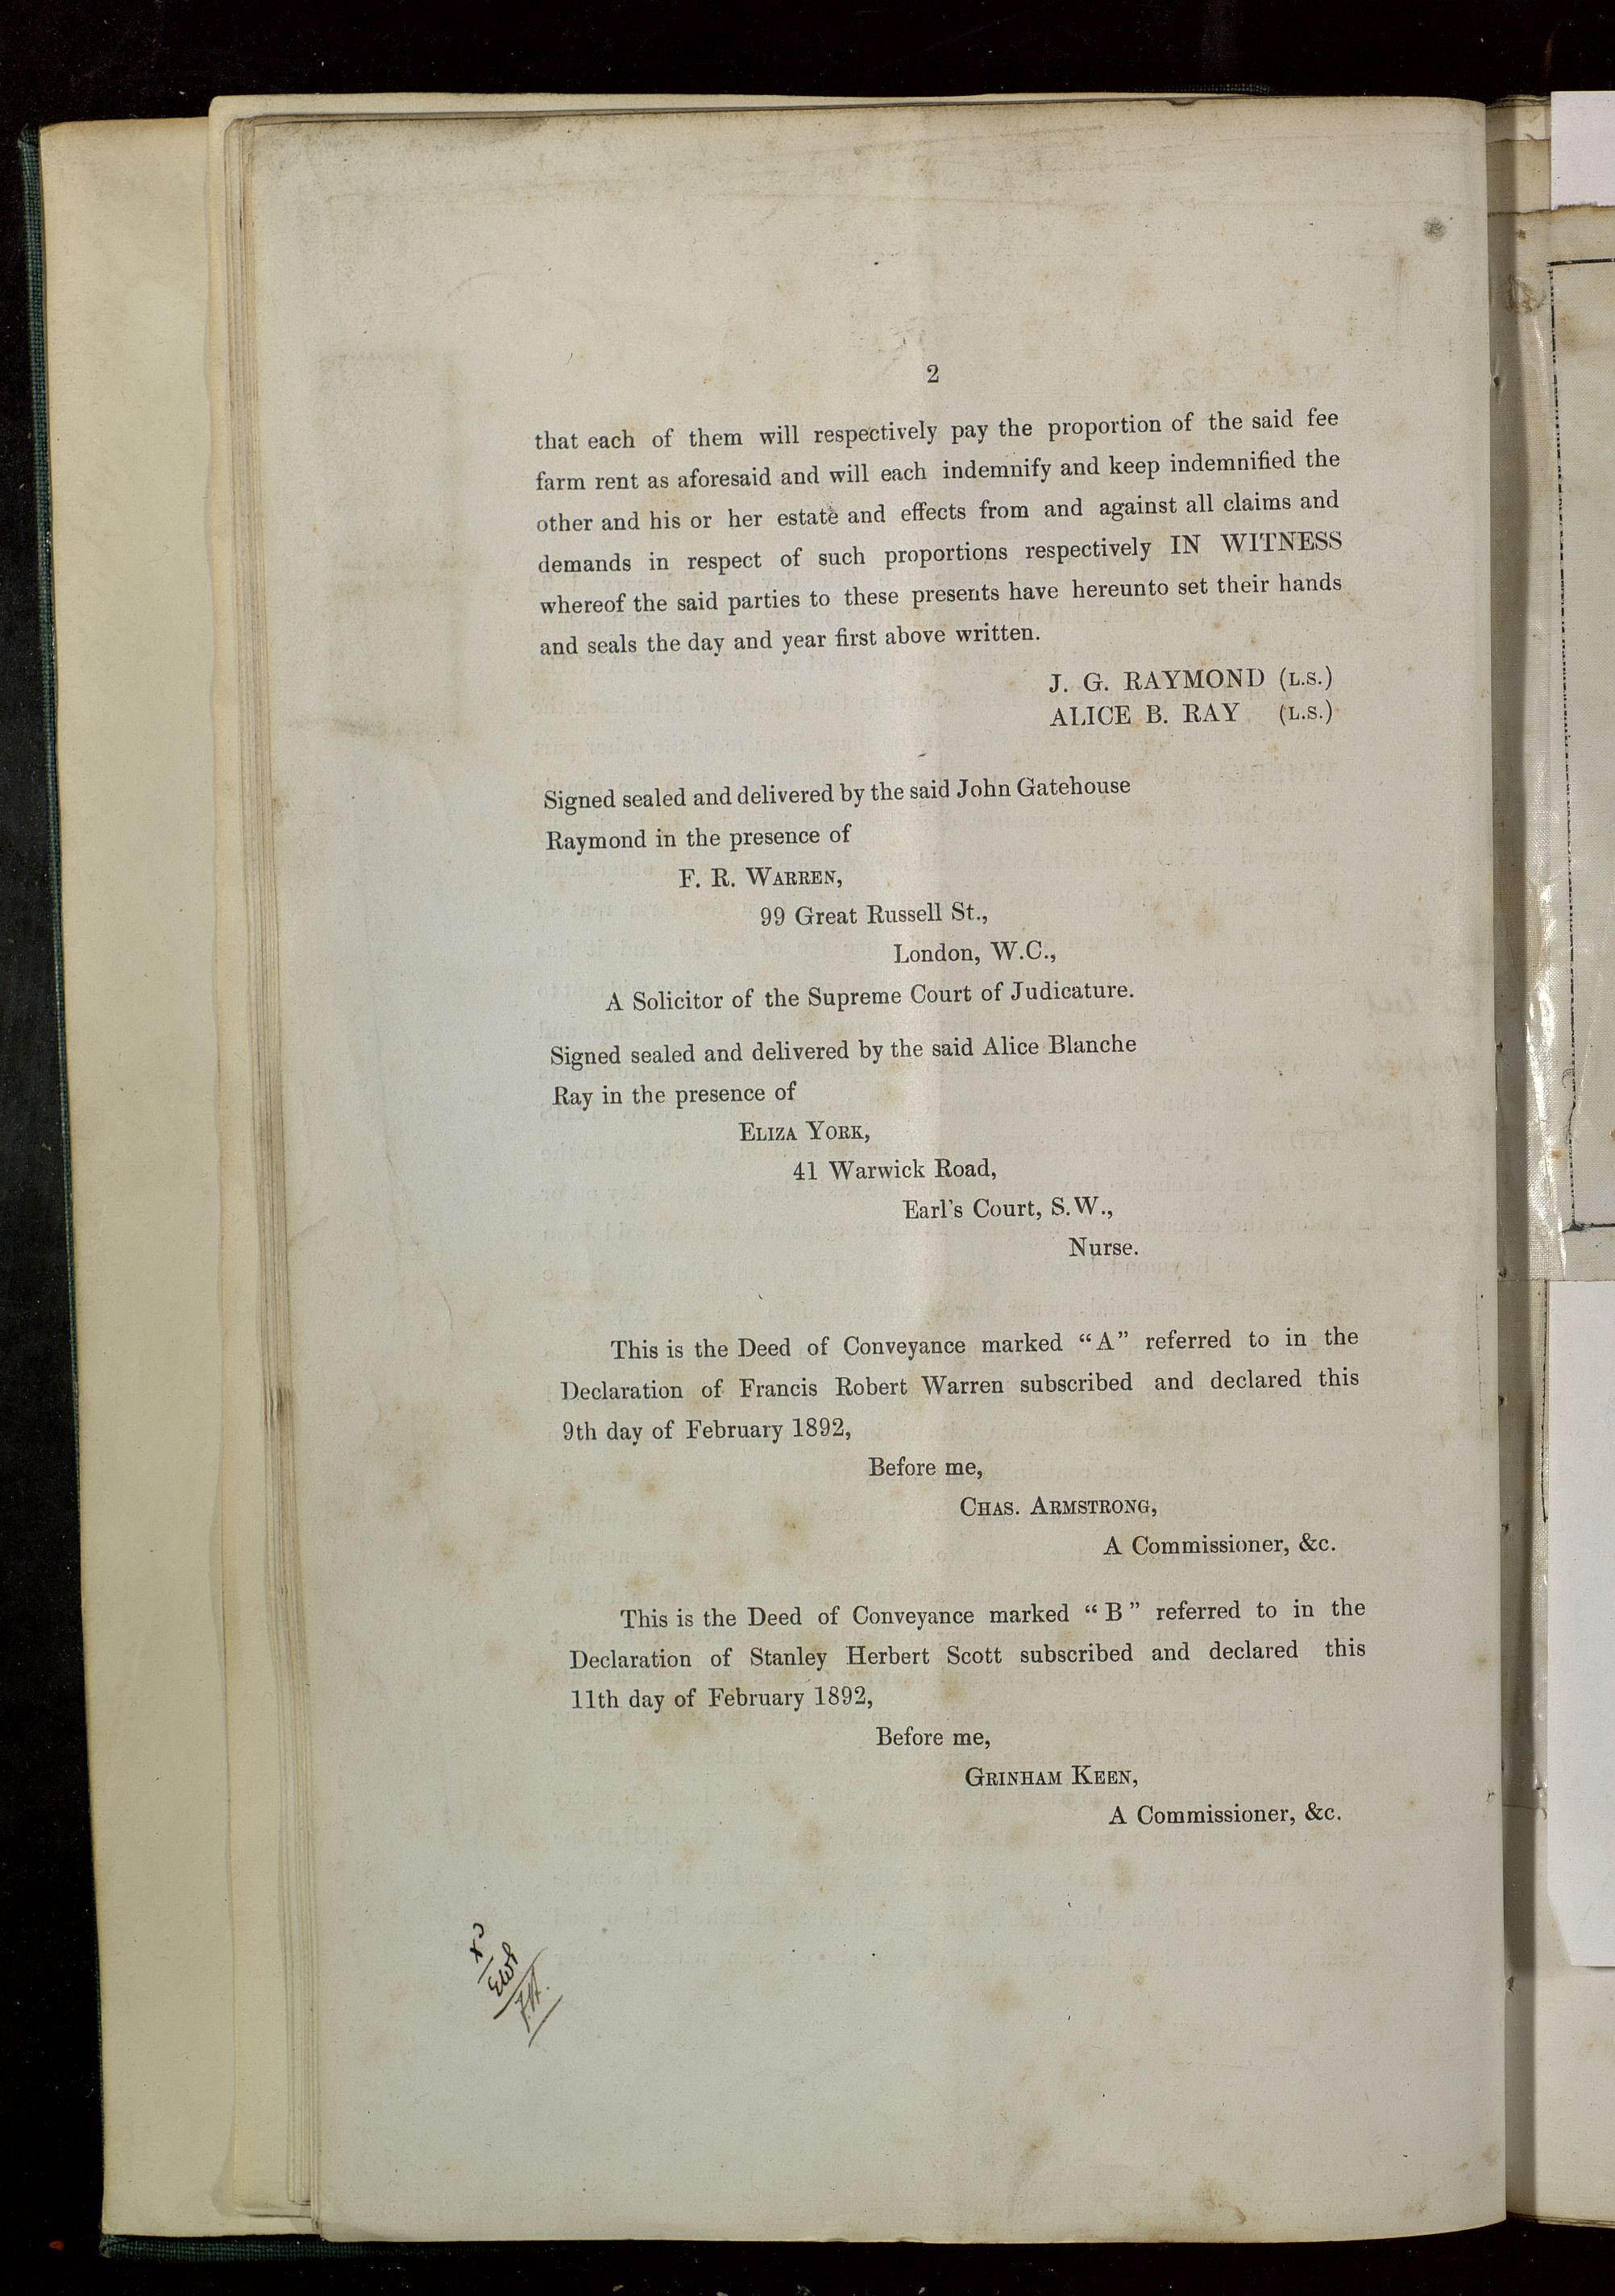 2
that each of them will respectively pay the proportion of the said fee
farm rent as aforesaid and will each indemnify and keep indemnified the
other and his or her estate and effects from and against all claims and
demands in respect of such proportions respectively IN WITNESS
whereof the said parties to these presents have hereunto set their hands
and seals the day and year first above written.
J. G. RAYMOND (L.S.)
ALICE B. RAY (L.S.)
Signed sealed and delivered by the said John Gatehouse
Raymond in the presence of
F. R. WARREN,
99 Great Russell St.,
London, W.C.,
A Solicitor of the Supreme Court of Judicature.
Signed sealed and delivered by the said Alice Blanche
Ray in the presence of
ELIZA YORK,
41 Warwick Road,
Earl's Court, S.W.,
Nurse.
This is the Deed of Conveyance marked “A” referred to in the
Declaration of Francis Robert Warren subscribed and declared this
9th day of February 1892,
Before me,
CHAS. ARMSTRONG,
A Commissioner, &c.
This is the Deed of Conveyance marked “B” referred to in the
Declaration of Stanley Herbert Scott subscribed and declared this
11th day of February 1892,
Before me,
GRINHAM KEEN,
A Commissioner, &c.